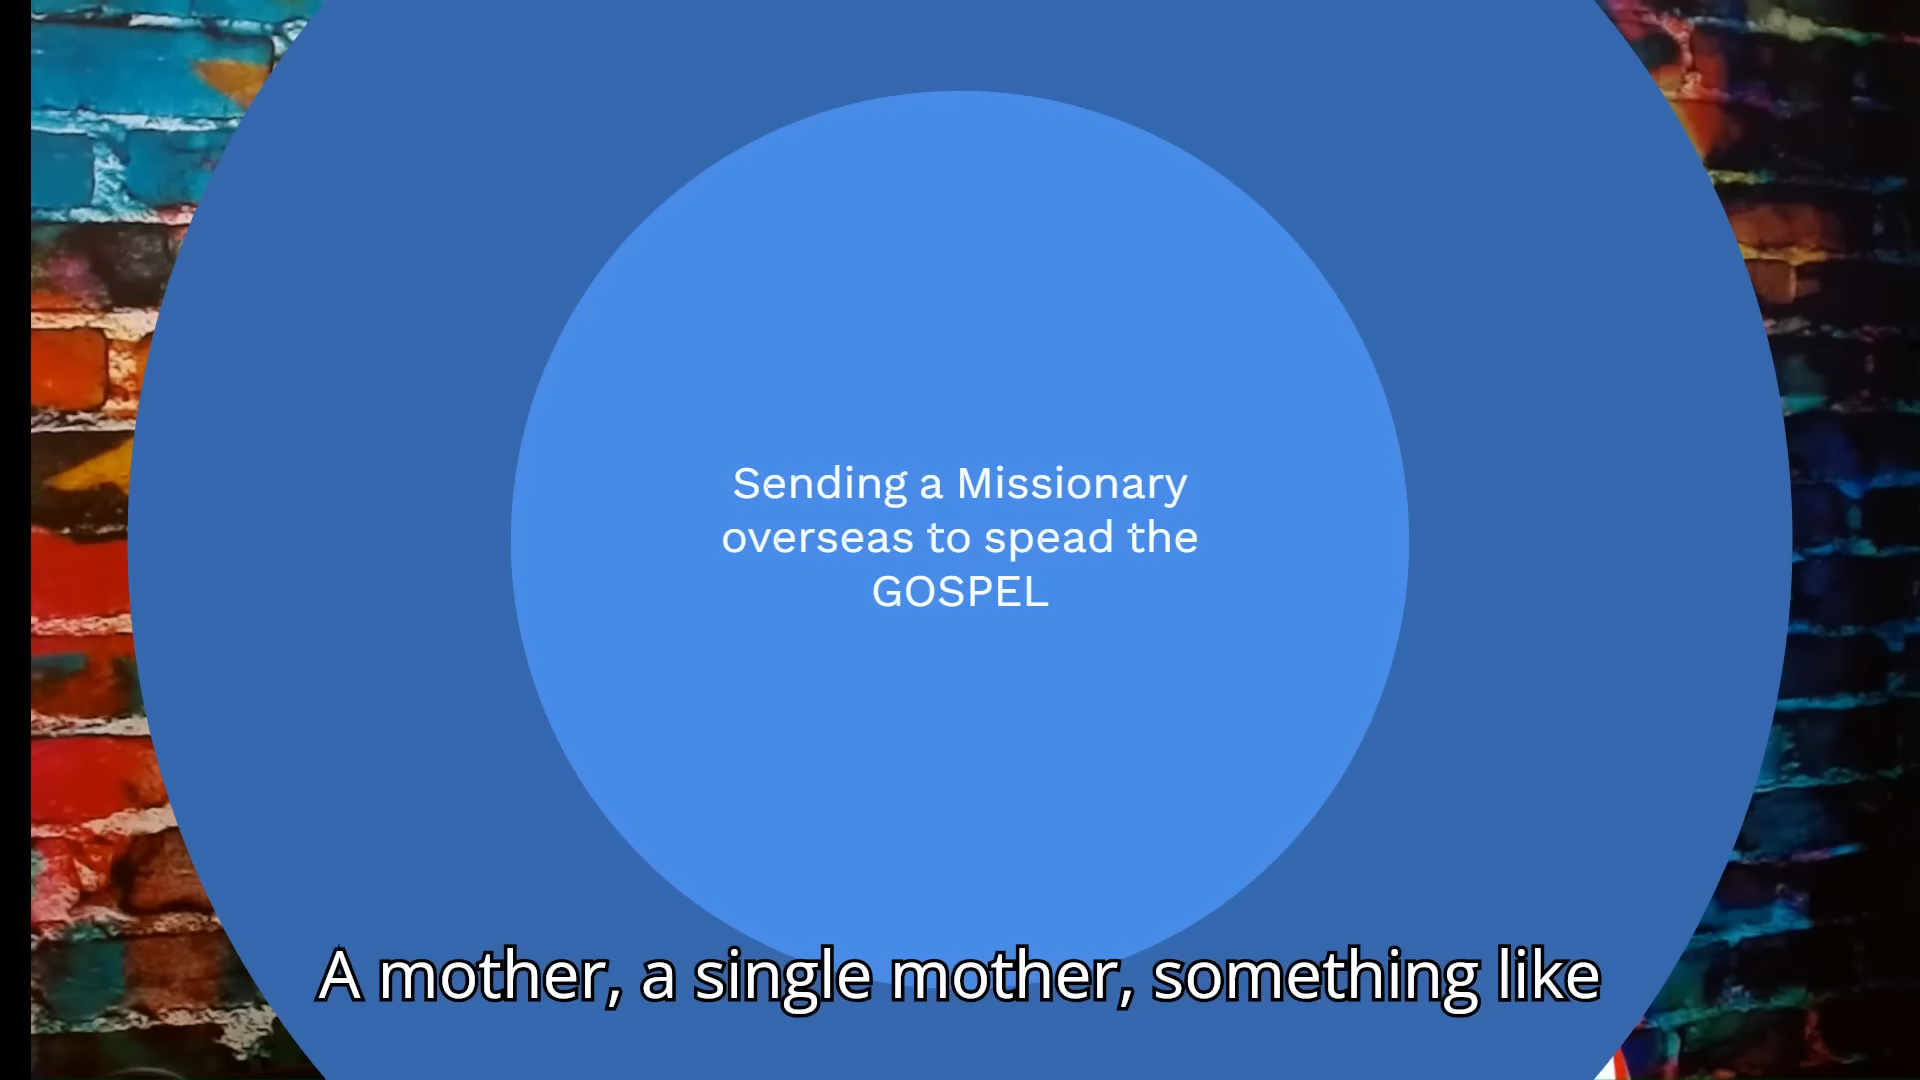 Sending a Missionary
overseas to spead the
GOSPEL
A mother, a single mother, something like